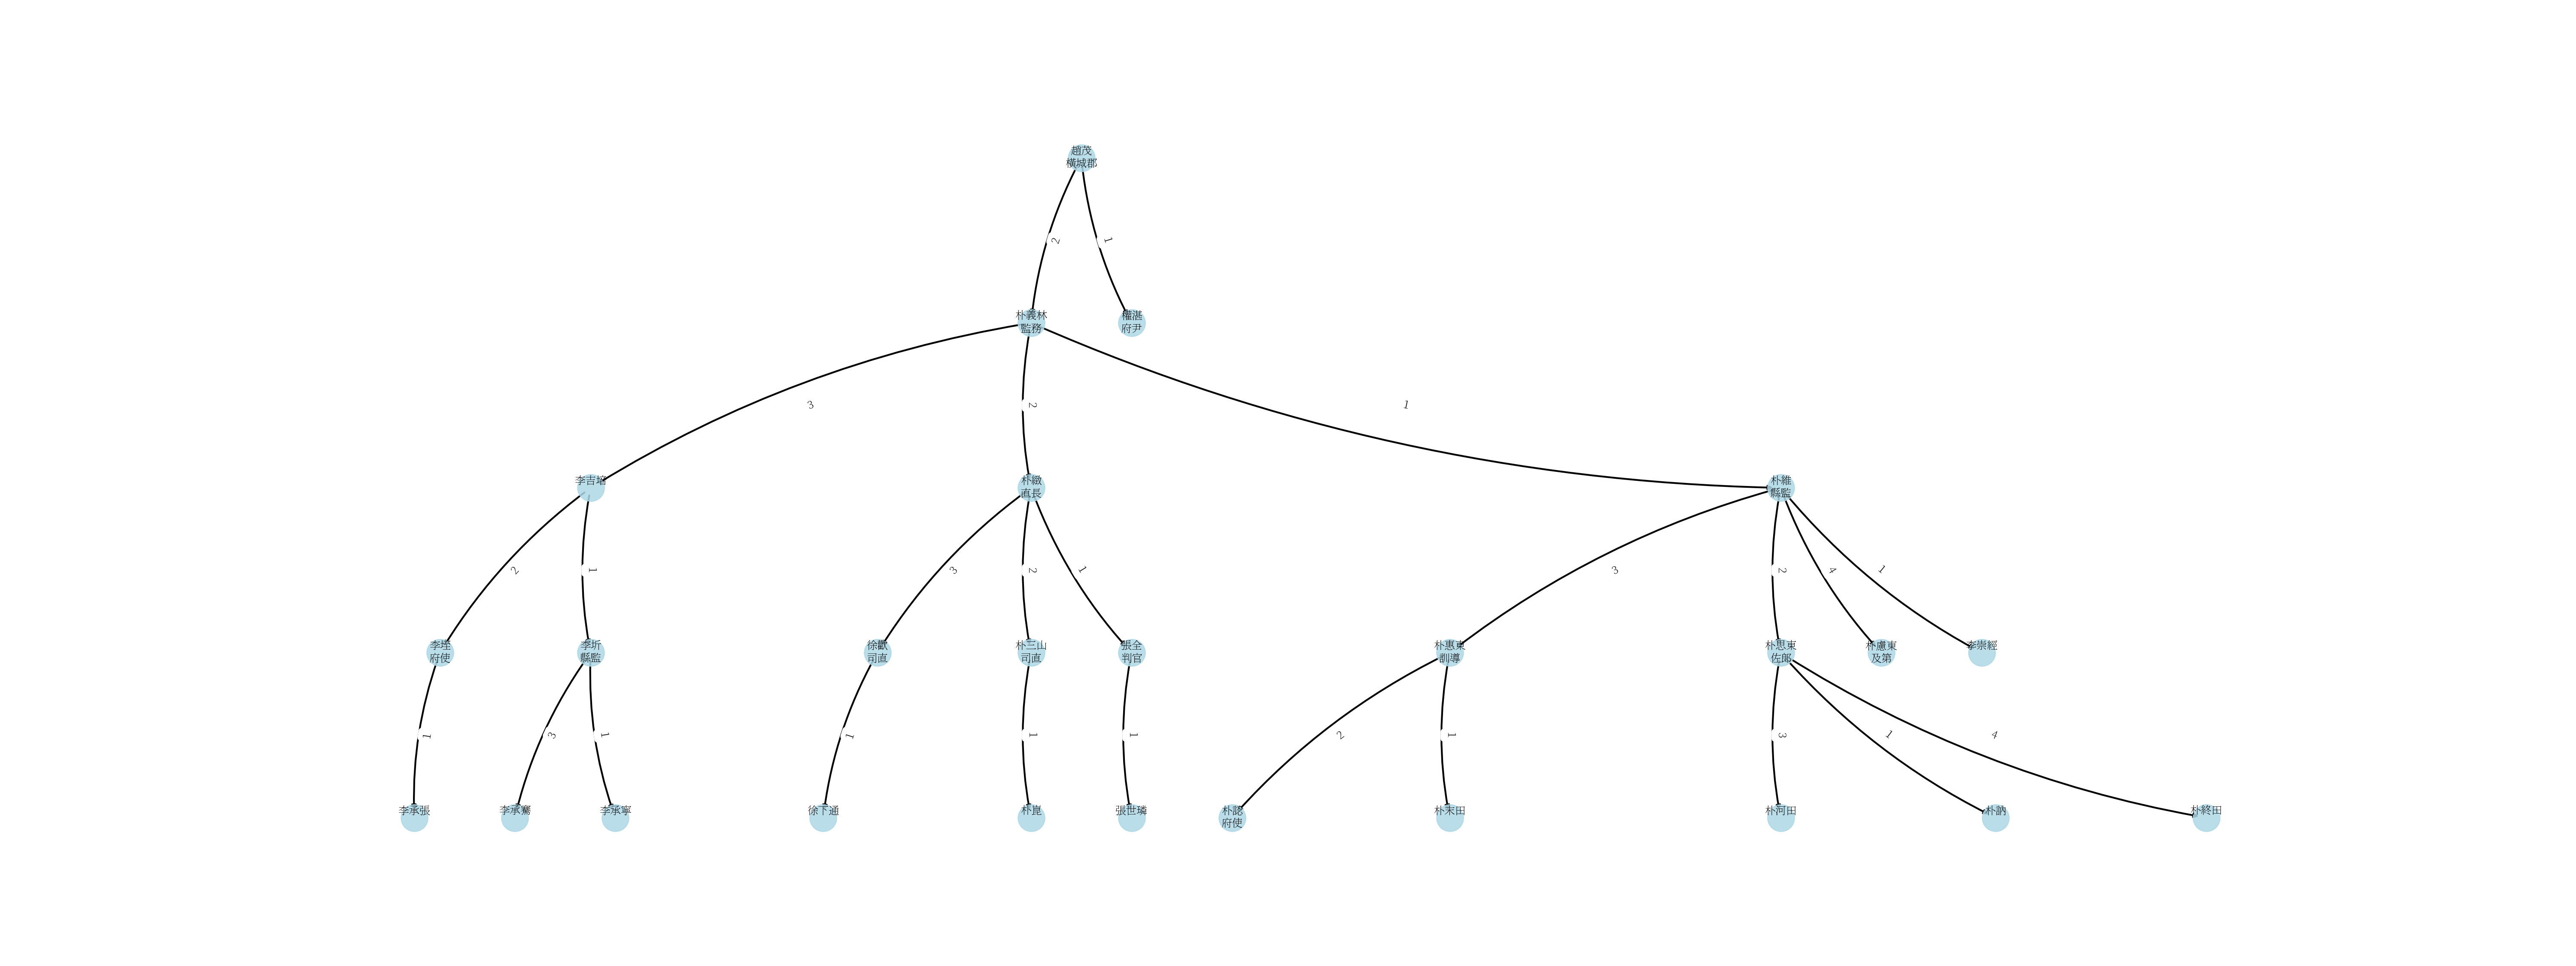 趙茂
橫城郡
2
1
朴義林
監務
權湛
府尹
3
2
1
李吉培
朴緻
直長
朴維
縣監
2
1
3
2
1
3
2
4
1
李埕
府使
李圻
縣監
徐勸
司直
朴三山
司直
張全
判官
朴惠東
訓導
朴思東
佐郞
朴慮東
及第
李崇經
1
3
1
1
1
1
2
1
3
1
4
李承張
李承騫
李承寧
徐下通
朴崑
張世璘
朴認
府使
朴末田
朴河田
朴訥
朴終田